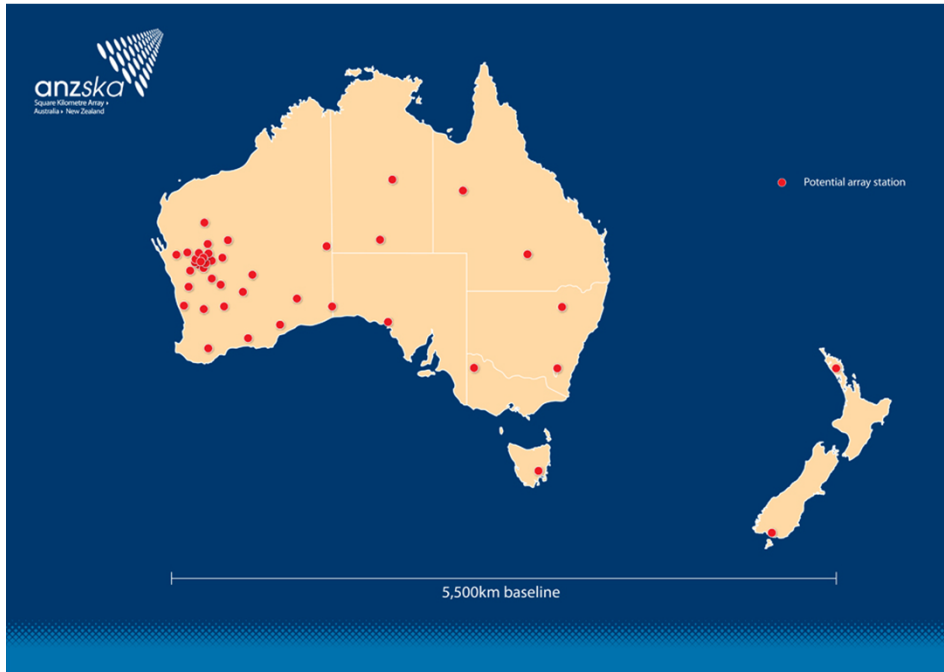 anzska
Square Kilometre Array ›
Australia › New Zealand
Potential array station
5,500km baseline